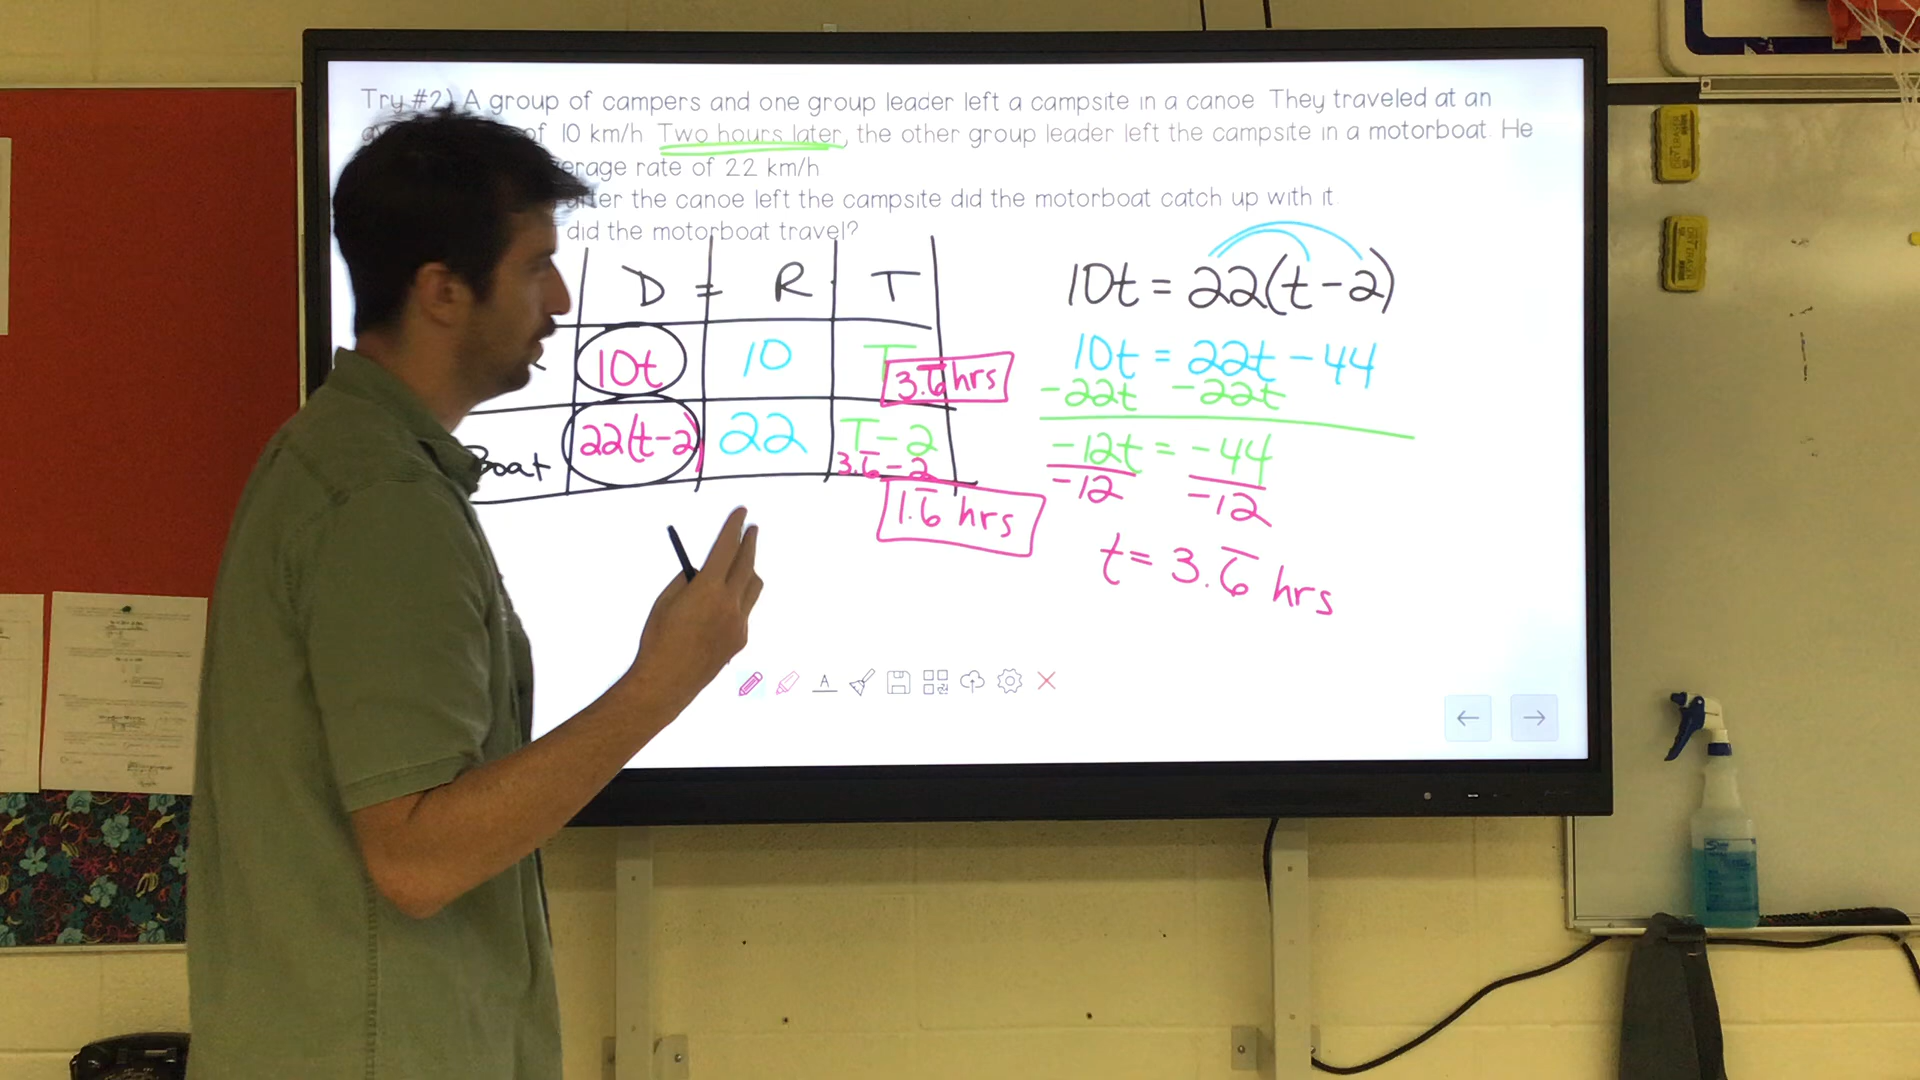 Try #2) A group of campers and one group leader left a campsite in a canoe They traveled at an
of 10 km/h Two hours later, the other group leader left the campsite in a motorboat He
rate of 22 km/h
the canoe left the campsite did the motorboat catch up with it
did the motorboat travel?
D = R T
10t 10 T
3.6̅ hrs
Boat 22(t-2) 22 T-2
3.6̅-2
1.6̅ hrs
10t = 22(t-2)
10t = 22t - 44
-22t -22t
-12t = -44
-12 -12
t = 3.6̅ hrs
A